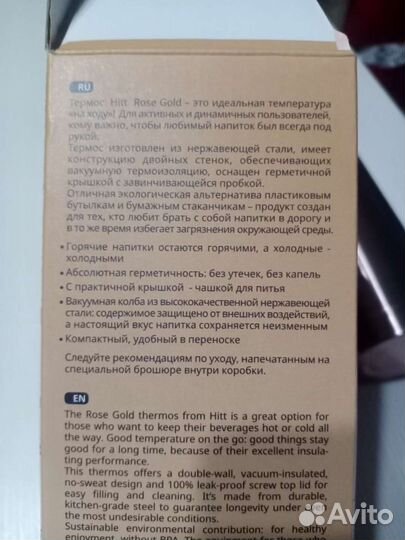 RU
Термос Hitt Rose Gold – это идеальная температура
«на ходу»! Для активных и динамичных пользователей,
кому важно, чтобы любимый напиток был всегда под
рукой.
Термос изготовлен из нержавеющей стали, имеет
конструкцию двойных стенок, обеспечивающих
вакуумную термоизоляцию, оснащен герметичной
крышкой с завинчивающейся пробкой.
Отличная экологическая альтернатива пластиковым
бутылкам и бумажным стаканчикам – продукт создан
для тех, кто любит брать с собой напитки в дорогу и
в то же время избегает загрязнения окружающей среды.
• Горячие напитки остаются горячими, а холодные -
холодными
• Абсолютная герметичность: без утечек, без капель
• С практичной крышкой - чашкой для питья
• Вакуумная колба из высококачественной нержавеющей
стали: содержимое защищено от внешних воздействий,
а настоящий вкус напитка сохраняется неизменным
• Компактный, удобный в переноске
Следуйте рекомендациям по уходу, напечатанным на
специальной брошюре внутри коробки.
EN
The Rose Gold thermos from Hitt is a great option for
those who want to keep their beverages hot or cold all
the way. Good temperature on the go: good things stay
good for a long time, because of their excellent insula-
ting performance.
This thermos offers a double-wall, vacuum-insulated,
no-sweat design and 100% leak-proof screw top lid for
easy filling and cleaning. It's made from durable,
kitchen-grade steel to guarantee longevity under even
the most undesirable conditions.
Sustainable environmental contribution: for healthy
enjoyment, without BPA. The
Avito